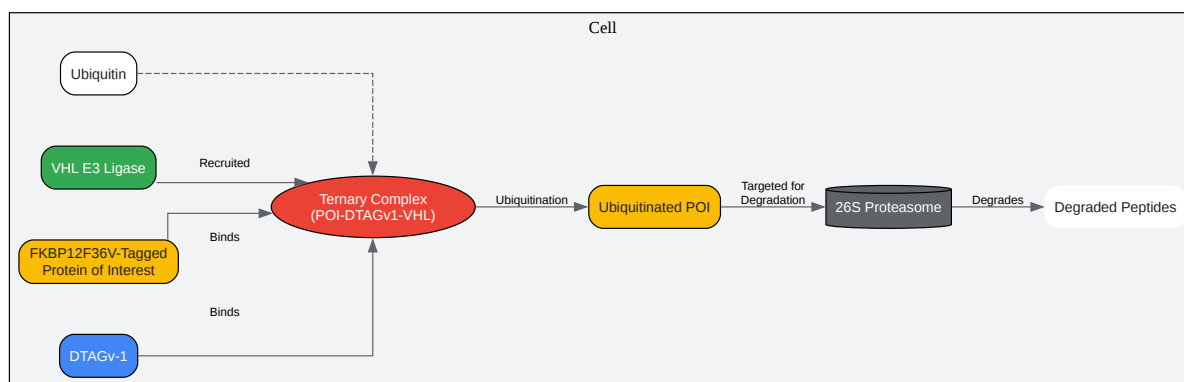 Cell
Ubiquitin
VHL E3 Ligase
Recruited
FKBP12F36V-Tagged
Protein of Interest
Binds
Binds
DTAGv-1
Ternary Complex
(POI-DTAGv1-VHL)
Ubiquitination
Ubiquitinated POI
Targeted for
Degradation
26S Proteasome
Degrades
Degraded Peptides